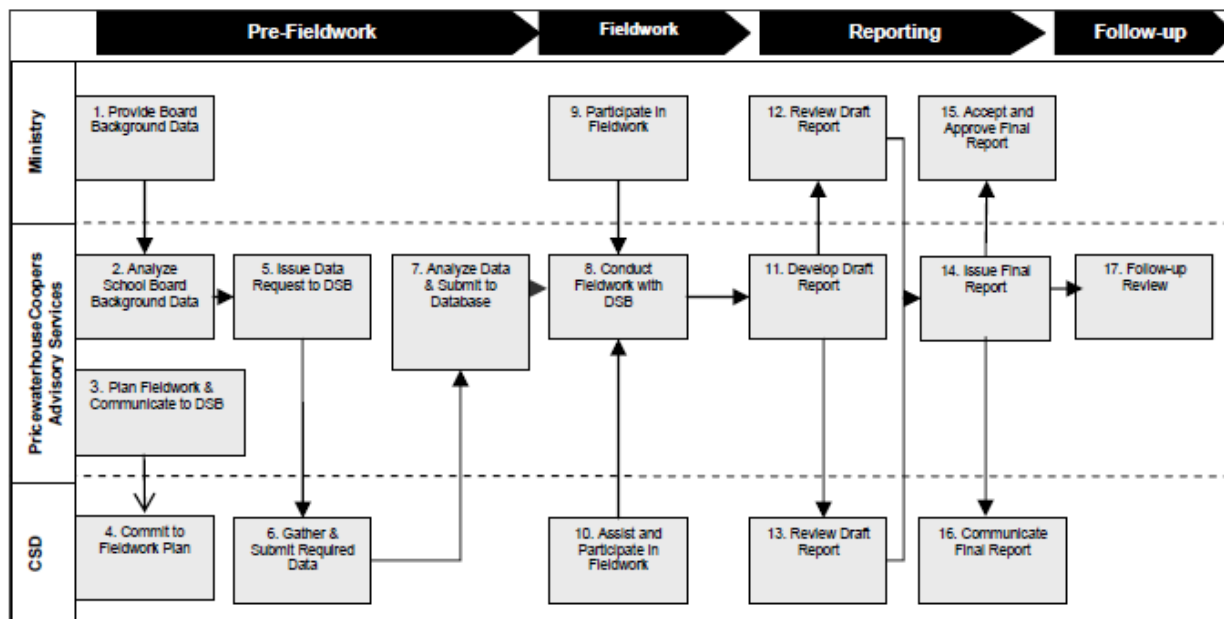 Pre-Fieldwork
Fieldwork
Reporting
Follow-up
Ministry
1. Provide Board
Background Data
9. Participate in
Fieldwork
12. Review Draft
Report
15. Accept and
Approve Final
Report
PricewaterhouseCoopers
Advisory Services
2. Analyze
School Board
Background Data
5. Issue Data
Request to DSB
7. Analyze Data
& Submit to
Database
8. Conduct
Fieldwork with
DSB
11. Develop Draft
Report
14. Issue Final
Report
17. Follow-up
Review
3. Plan Fieldwork &
Communicate to DSB
CSD
4. Commit to
Fieldwork Plan
6. Gather &
Submit Required
Data
10. Assist and
Participate in
Fieldwork
13. Review Draft
Report
16. Communicate
Final Report